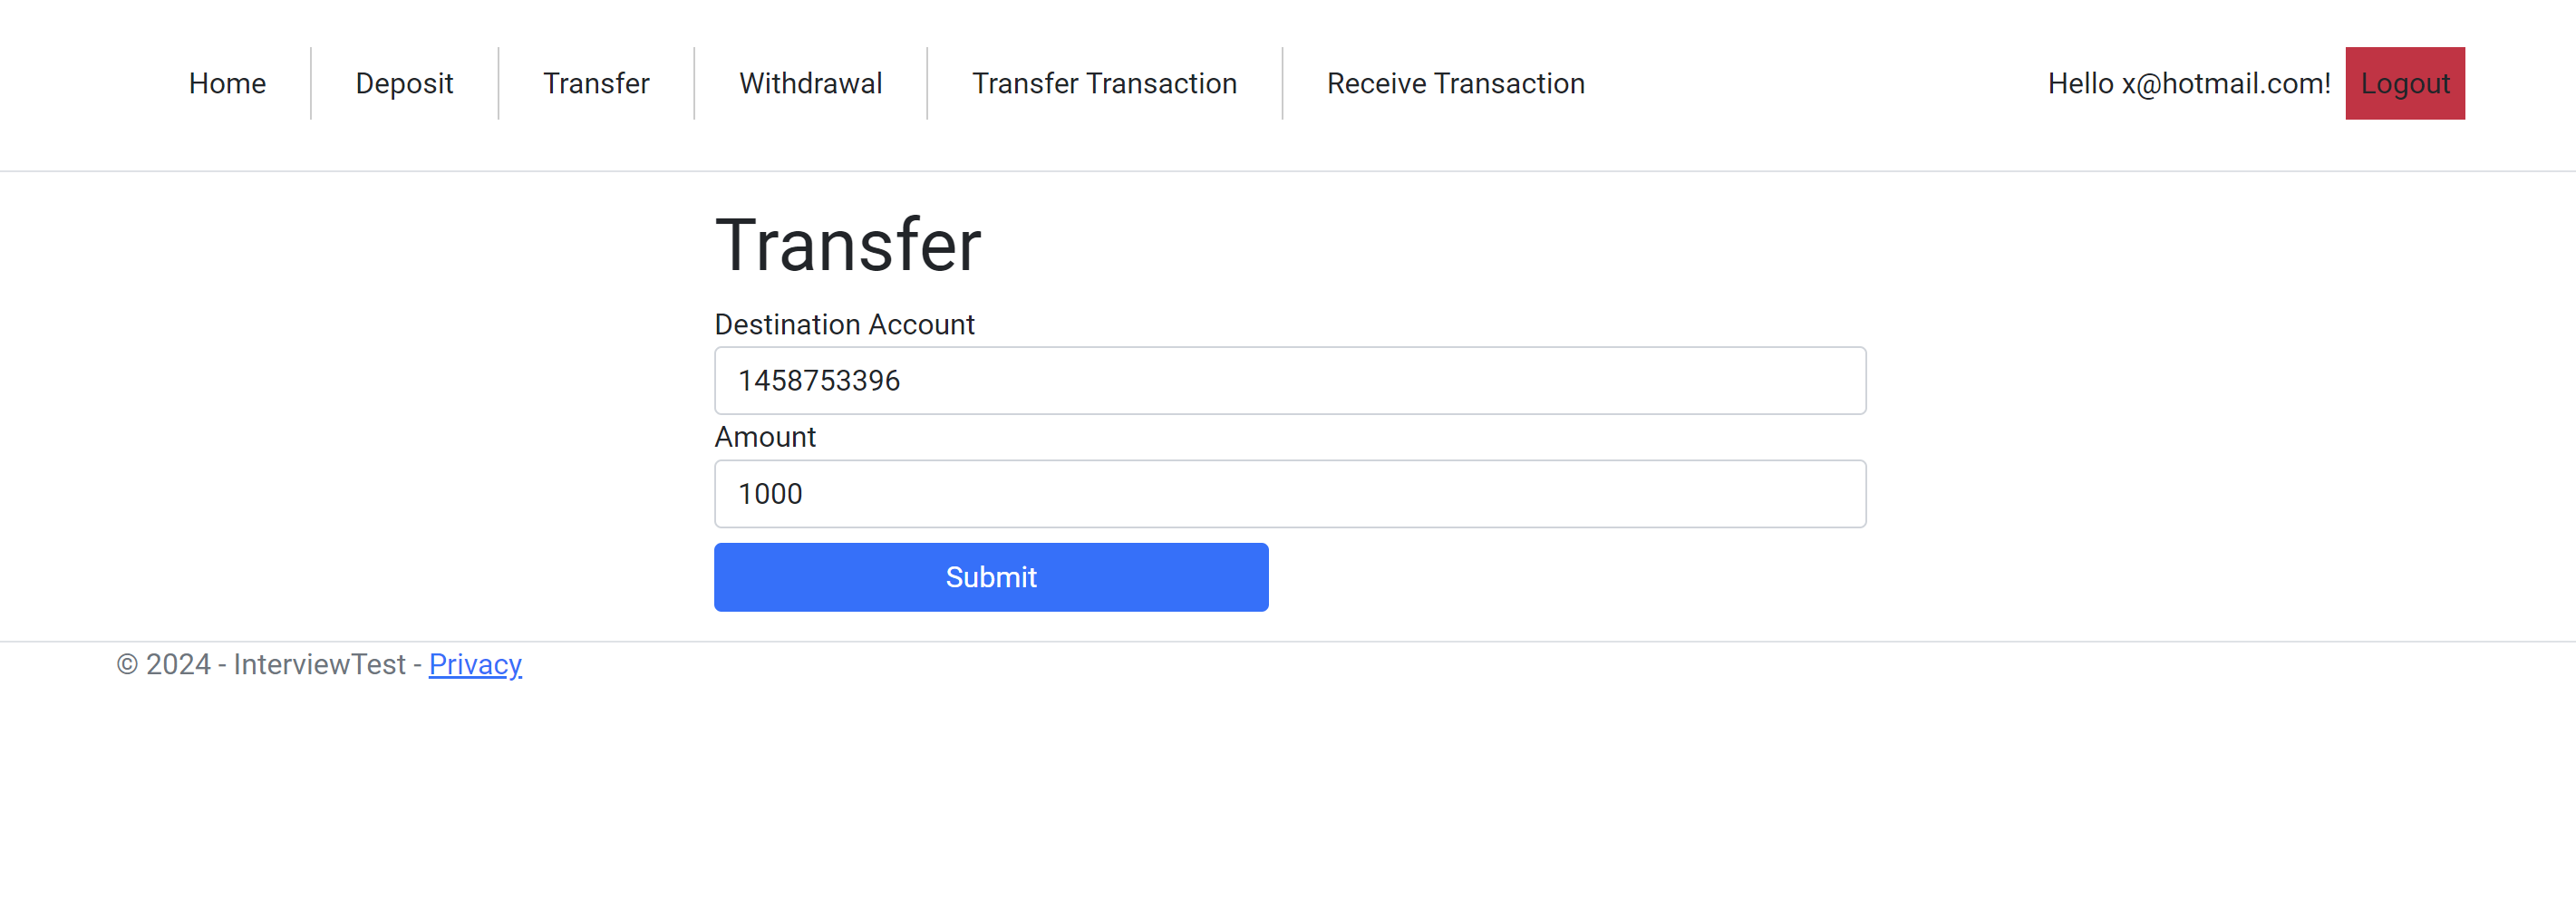 Home Deposit Transfer Withdrawal Transfer Transaction Receive Transaction Hello x@hotmail.com! Logout
Transfer
Destination Account
1458753396
Amount
1000
Submit
© 2024 - InterviewTest - Privacy